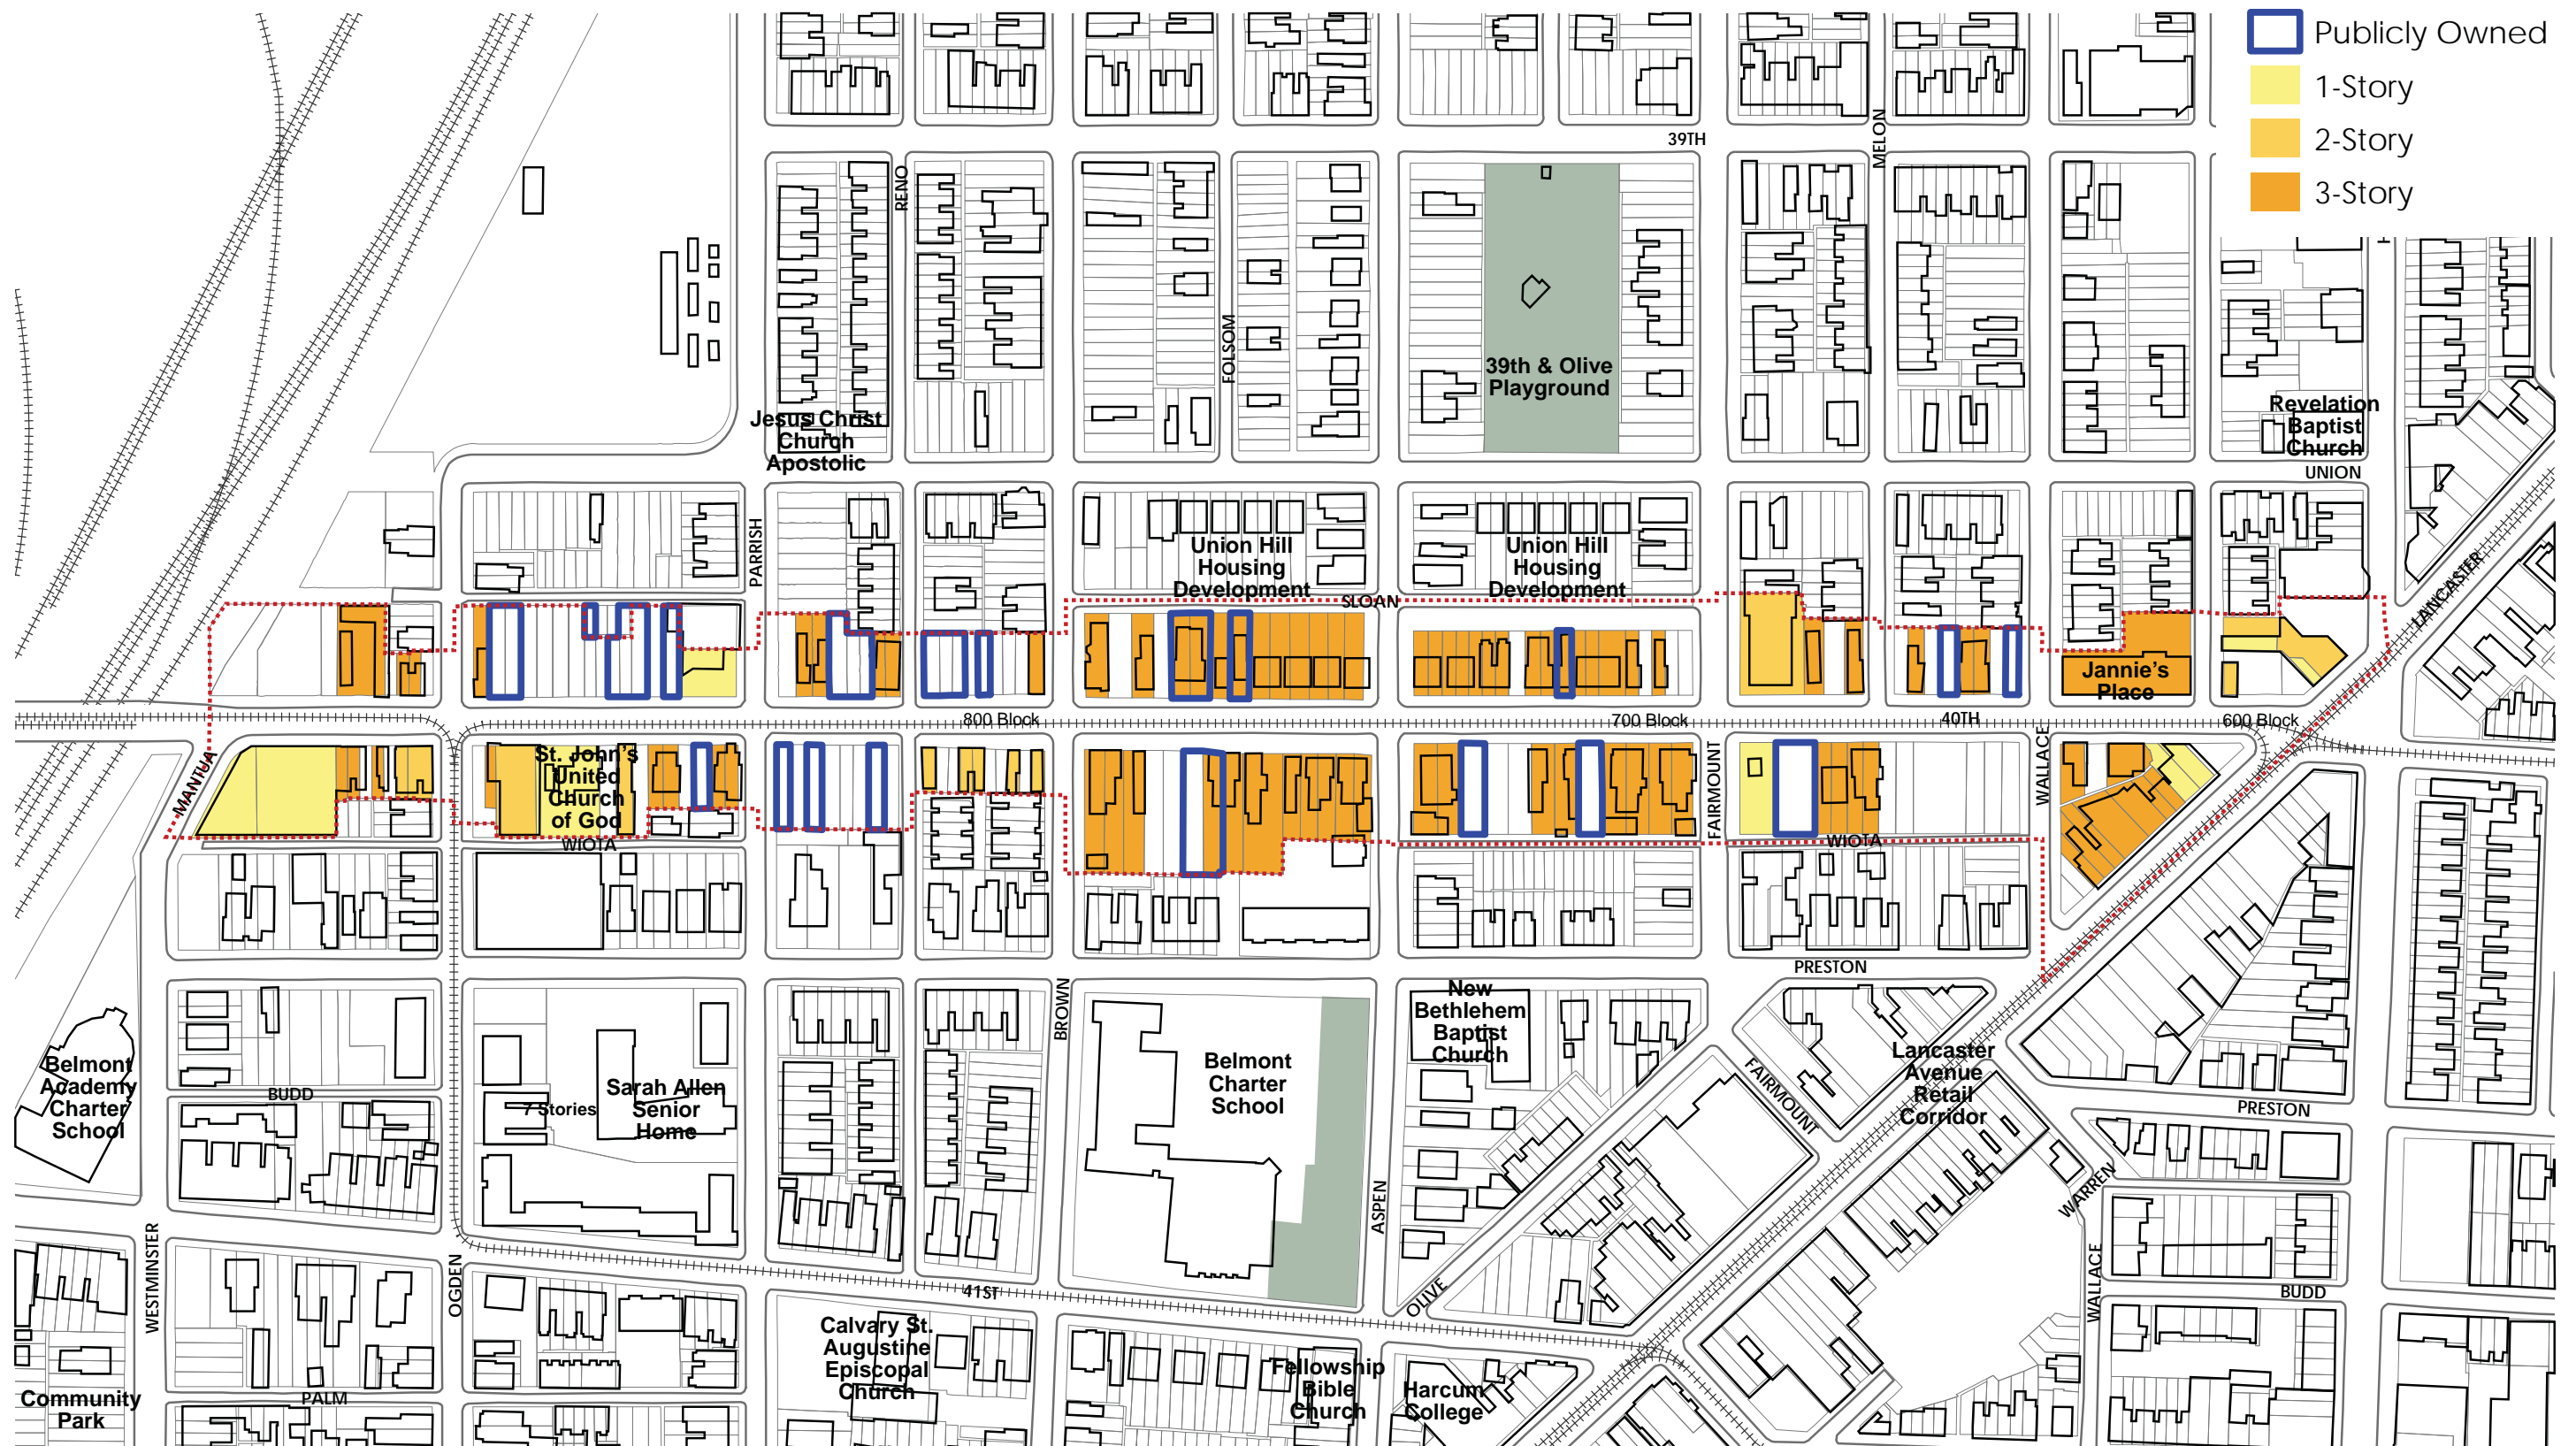 Publicly Owned
1-Story
2-Story
3-Story
39TH
MELON
RENO
FOLSOM
39th & Olive
Playground
Jesus Christ
Church
Apostolic
Revelation
Baptist
Church
UNION
PARRISH
Union Hill
Housing
Development
Union Hill
Housing
Development
SLOAN
LANCASTER
Jannie's
Place
800 Block
700 Block
40TH
600 Block
MANTUA
St. John's
United
Church
of God
WIOTA
FAIRMOUNT
WIOTA
WALLACE
PRESTON
BROWN
New
Bethlehem
Baptist
Church
Belmont
Charter
School
Belmont
Academy
Charter
School
BUDD
7 Stories
Sarah Allen
Senior
Home
FAIRMOUNT
Lancaster
Avenue
Retail
Corridor
PRESTON
WARREN
ASPEN
WESTMINSTER
OGDEN
41ST
OLIVE
WALLACE
BUDD
Calvary St.
Augustine
Episcopal
Church
Fellowship
Bible
Church
Harcum
College
Community
Park
PALM